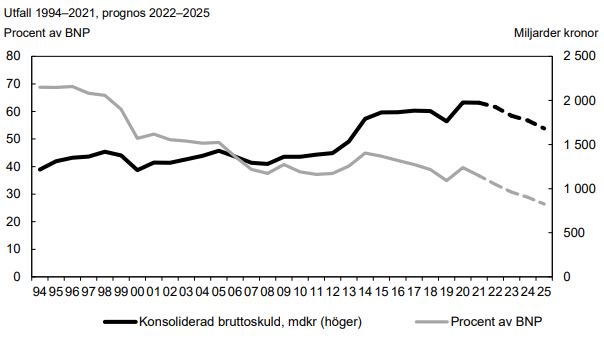 Utfall 1994–2021, prognos 2022–2025
Procent av BNP Miljarder kronor
80 2 500
70
60 2 000
50 1 500
40
30 1 000
20 500
10
0 0
94 95 96 97 98 99 00 01 02 03 04 05 06 07 08 09 10 11 12 13 14 15 16 17 18 19 20 21 22 23 24 25
Konsoliderad bruttoskuld, mdkr (höger) Procent av BNP